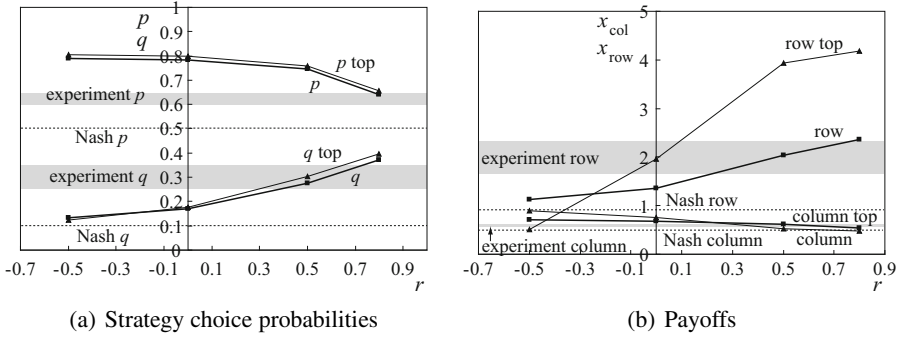 1
0.9
0.8
0.7
0.6
0.5
0.4
0.3
0.2
0.1
0
p
q
p top
p
experiment p
Nash p
q top
experiment q
q
Nash q
-0.7 -0.5 -0.3 -0.1 0.1 0.3 0.5 0.7 0.9
r
(a) Strategy choice probabilities
5
4
3
2
1
0
x_col
x_row
row top
row
experiment row
Nash row
column top
experiment column
Nash column
column
-0.7 -0.5 -0.3 -0.1 0.1 0.3 0.5 0.7 0.9
r
(b) Payoffs